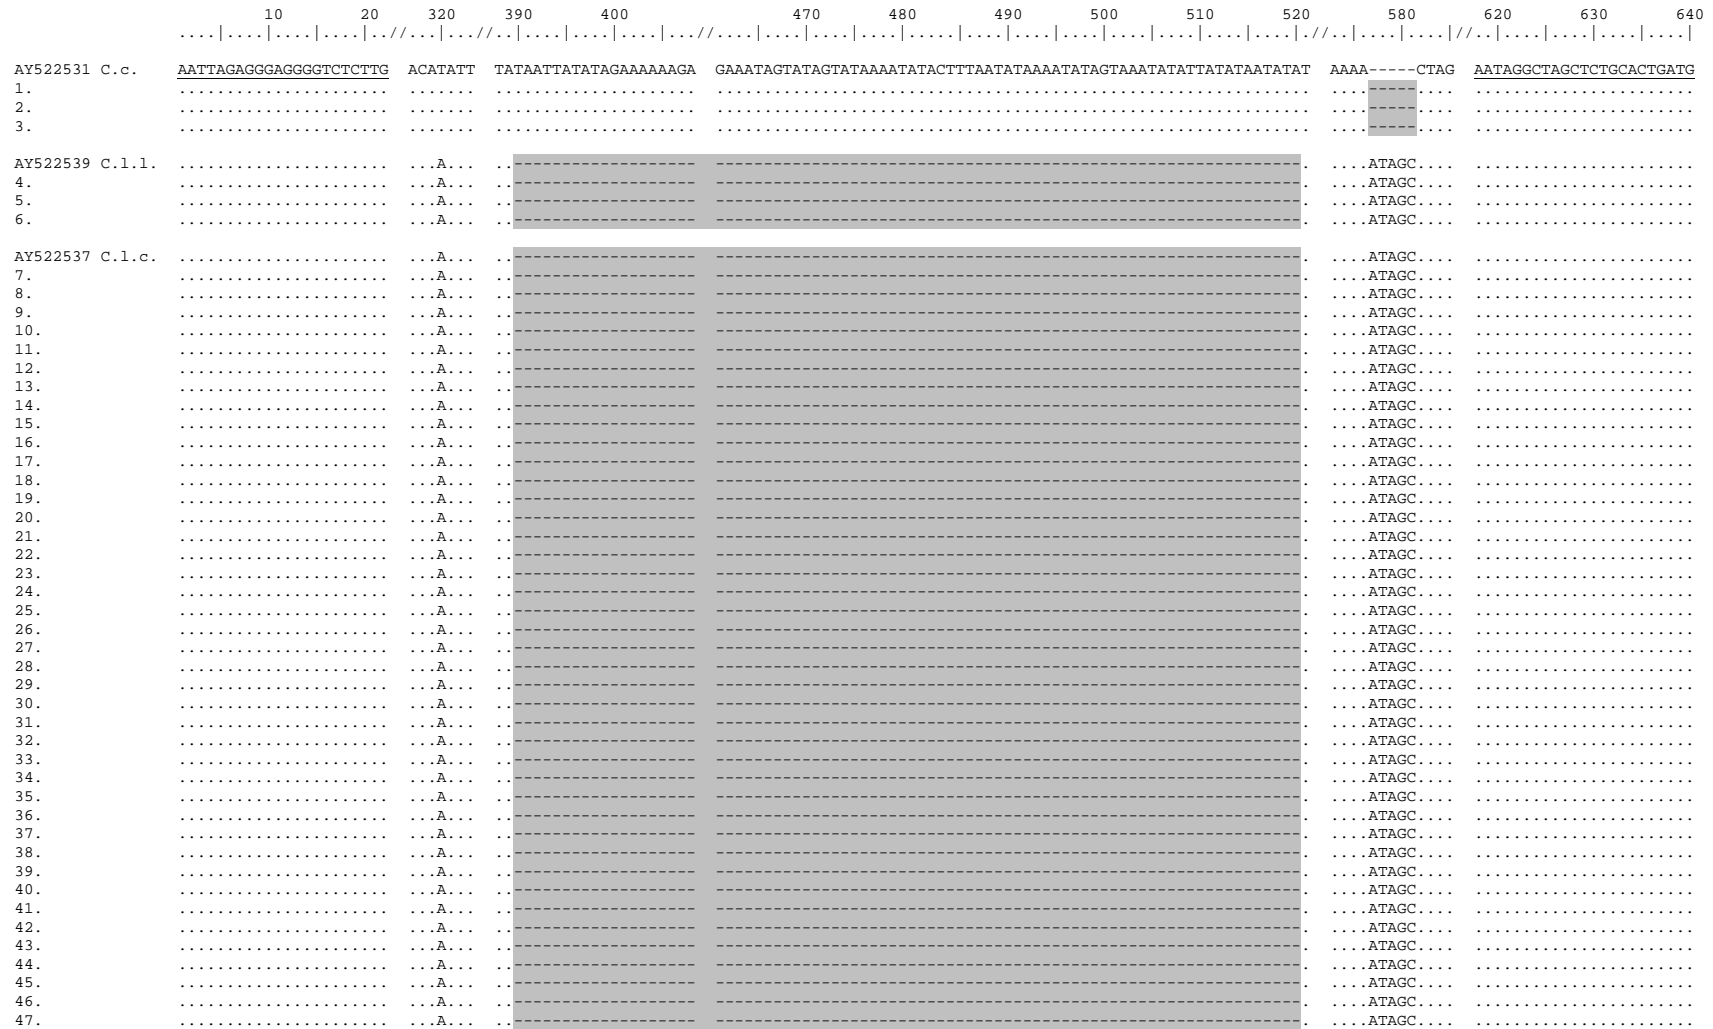 10 20 320 390 400 470 480 490 500 510 520 580 620 630 640
....|....|....|....|..//...|...//..|....|....|....|...//....|....|....|....|....|....|....|....|....|....|....|....|.//..|....|....|..//..|....|....|....|....|
AY522531 C.c. AATTAGAGGGAGGGGTCTCTTG ACATATT TATAATTATATAGAAAAAAGA GAAATAGTATAGTATAAAATATACTTTAATATAAAATATAGTAAATATATTATATAATATAT AAAA-----CTAG AATAGGCTAGCTCTGCACTGATG
1. ...................... ....... ..................... .............................................................. ....-----.... .......................
2. ...................... ....... ..................... .............................................................. ....-----.... .......................
3. ...................... ....... ..................... .............................................................. ....-----.... .......................
AY522539 C.l.l. ...................... ...A... ..------------------- -------------------------------------------------------------. ....ATAGC.... .......................
4. ...................... ...A... ..------------------- -------------------------------------------------------------. ....ATAGC.... .......................
5. ...................... ...A... ..------------------- -------------------------------------------------------------. ....ATAGC.... .......................
6. ...................... ...A... ..------------------- -------------------------------------------------------------. ....ATAGC.... .......................
AY522537 C.l.c. ...................... ...A... ..------------------- -------------------------------------------------------------. ....ATAGC.... .......................
7. ...................... ...A... ..------------------- -------------------------------------------------------------. ....ATAGC.... .......................
8. ...................... ...A... ..------------------- -------------------------------------------------------------. ....ATAGC.... .......................
9. ...................... ...A... ..------------------- -------------------------------------------------------------. ....ATAGC.... .......................
10. ...................... ...A... ..------------------- -------------------------------------------------------------. ....ATAGC.... .......................
11. ...................... ...A... ..------------------- -------------------------------------------------------------. ....ATAGC.... .......................
12. ...................... ...A... ..------------------- -------------------------------------------------------------. ....ATAGC.... .......................
13. ...................... ...A... ..------------------- -------------------------------------------------------------. ....ATAGC.... .......................
14. ...................... ...A... ..------------------- -------------------------------------------------------------. ....ATAGC.... .......................
15. ...................... ...A... ..------------------- -------------------------------------------------------------. ....ATAGC.... .......................
16. ...................... ...A... ..------------------- -------------------------------------------------------------. ....ATAGC.... .......................
17. ...................... ...A... ..------------------- -------------------------------------------------------------. ....ATAGC.... .......................
18. ...................... ...A... ..------------------- -------------------------------------------------------------. ....ATAGC.... .......................
19. ...................... ...A... ..------------------- -------------------------------------------------------------. ....ATAGC.... .......................
20. ...................... ...A... ..------------------- -------------------------------------------------------------. ....ATAGC.... .......................
21. ...................... ...A... ..------------------- -------------------------------------------------------------. ....ATAGC.... .......................
22. ...................... ...A... ..------------------- -------------------------------------------------------------. ....ATAGC.... .......................
23. ...................... ...A... ..------------------- -------------------------------------------------------------. ....ATAGC.... .......................
24. ...................... ...A... ..------------------- -------------------------------------------------------------. ....ATAGC.... .......................
25. ...................... ...A... ..------------------- -------------------------------------------------------------. ....ATAGC.... .......................
26. ...................... ...A... ..------------------- -------------------------------------------------------------. ....ATAGC.... .......................
27. ...................... ...A... ..------------------- -------------------------------------------------------------. ....ATAGC.... .......................
28. ...................... ...A... ..------------------- -------------------------------------------------------------. ....ATAGC.... .......................
29. ...................... ...A... ..------------------- -------------------------------------------------------------. ....ATAGC.... .......................
30. ...................... ...A... ..------------------- -------------------------------------------------------------. ....ATAGC.... .......................
31. ...................... ...A... ..------------------- -------------------------------------------------------------. ....ATAGC.... .......................
32. ...................... ...A... ..------------------- -------------------------------------------------------------. ....ATAGC.... .......................
33. ...................... ...A... ..------------------- -------------------------------------------------------------. ....ATAGC.... .......................
34. ...................... ...A... ..------------------- -------------------------------------------------------------. ....ATAGC.... .......................
35. ...................... ...A... ..------------------- -------------------------------------------------------------. ....ATAGC.... .......................
36. ...................... ...A... ..------------------- -------------------------------------------------------------. ....ATAGC.... .......................
37. ...................... ...A... ..------------------- -------------------------------------------------------------. ....ATAGC.... .......................
38. ...................... ...A... ..------------------- -------------------------------------------------------------. ....ATAGC.... .......................
39. ...................... ...A... ..------------------- -------------------------------------------------------------. ....ATAGC.... .......................
40. ...................... ...A... ..------------------- -------------------------------------------------------------. ....ATAGC.... .......................
41. ...................... ...A... ..------------------- -------------------------------------------------------------. ....ATAGC.... .......................
42. ...................... ...A... ..------------------- -------------------------------------------------------------. ....ATAGC.... .......................
43. ...................... ...A... ..------------------- -------------------------------------------------------------. ....ATAGC.... .......................
44. ...................... ...A... ..------------------- -------------------------------------------------------------. ....ATAGC.... .......................
45. ...................... ...A... ..------------------- -------------------------------------------------------------. ....ATAGC.... .......................
46. ...................... ...A... ..------------------- -------------------------------------------------------------. ....ATAGC.... .......................
47. ...................... ...A... ..------------------- -------------------------------------------------------------. ....ATAGC.... .......................